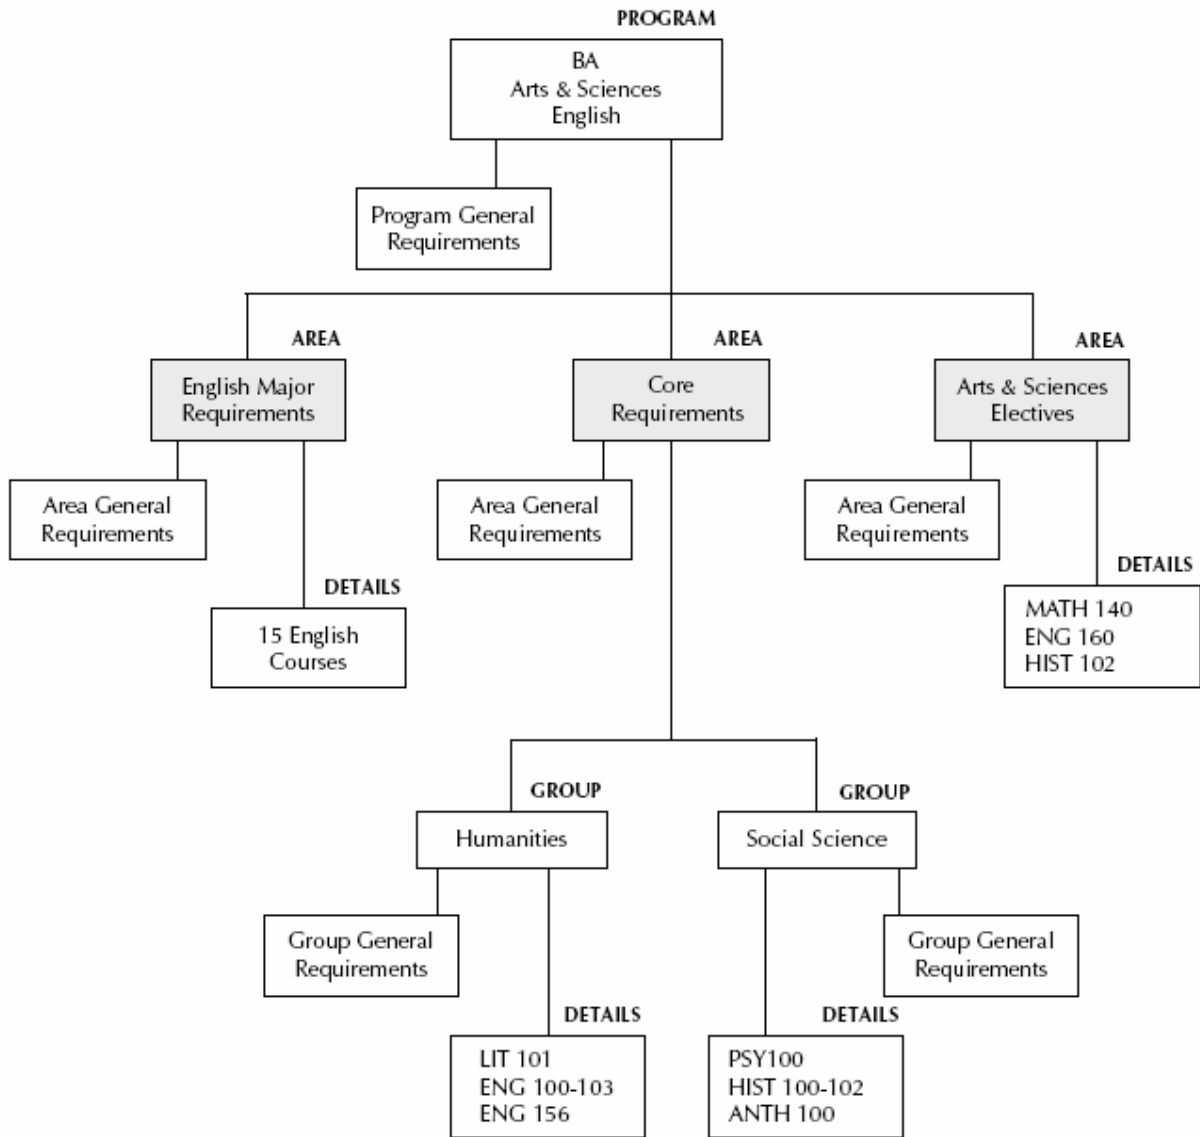 PROGRAM
BA
Arts & Sciences
English
Program General
Requirements
AREA
English Major
Requirements
AREA
Core
Requirements
AREA
Arts & Sciences
Electives
Area General
Requirements
Area General
Requirements
Area General
Requirements
DETAILS
15 English
Courses
DETAILS
MATH 140
ENG 160
HIST 102
GROUP
Humanities
GROUP
Social Science
Group General
Requirements
Group General
Requirements
DETAILS
LIT 101
ENG 100-103
ENG 156
DETAILS
PSY100
HIST 100-102
ANTH 100